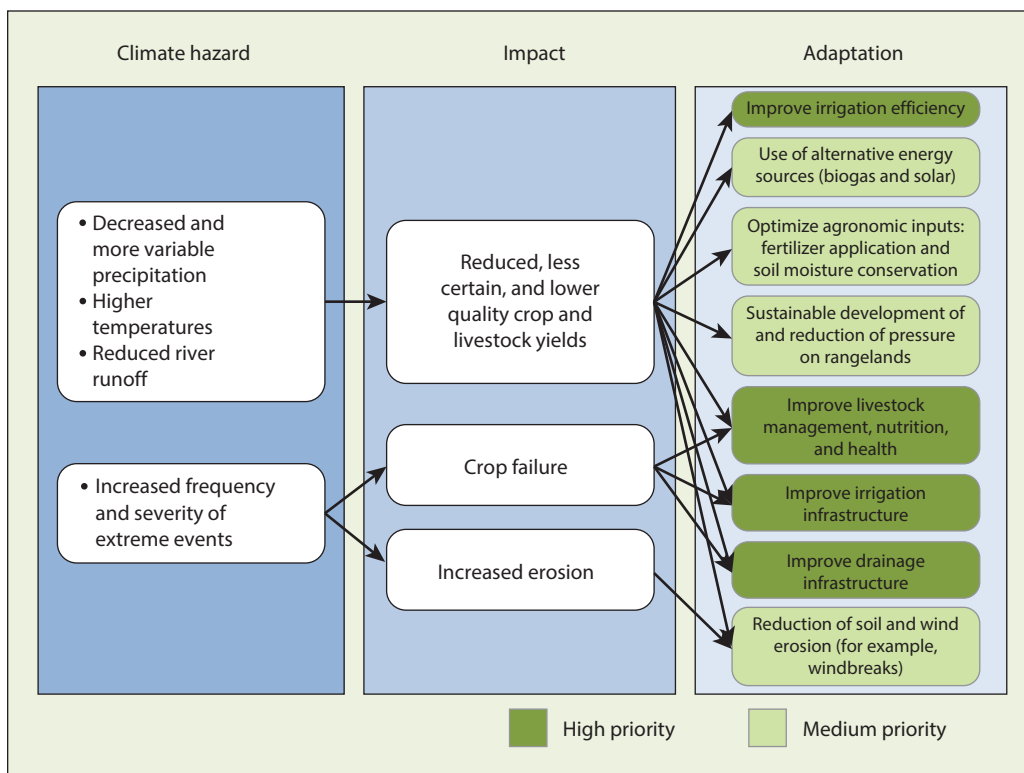 Climate hazard
Impact
Adaptation
• Decreased and
more variable
precipitation
• Higher
temperatures
• Reduced river
runoff
• Increased frequency
and severity of
extreme events
Reduced, less
certain, and lower
quality crop and
livestock yields
Crop failure
Increased erosion
Improve irrigation efficiency
Use of alternative energy
sources (biogas and solar)
Optimize agronomic inputs:
fertilizer application and
soil moisture conservation
Sustainable development of
and reduction of pressure
on rangelands
Improve livestock
management, nutrition,
and health
Improve irrigation
infrastructure
Improve drainage
infrastructure
Reduction of soil and wind
erosion (for example,
windbreaks)
High priority
Medium priority